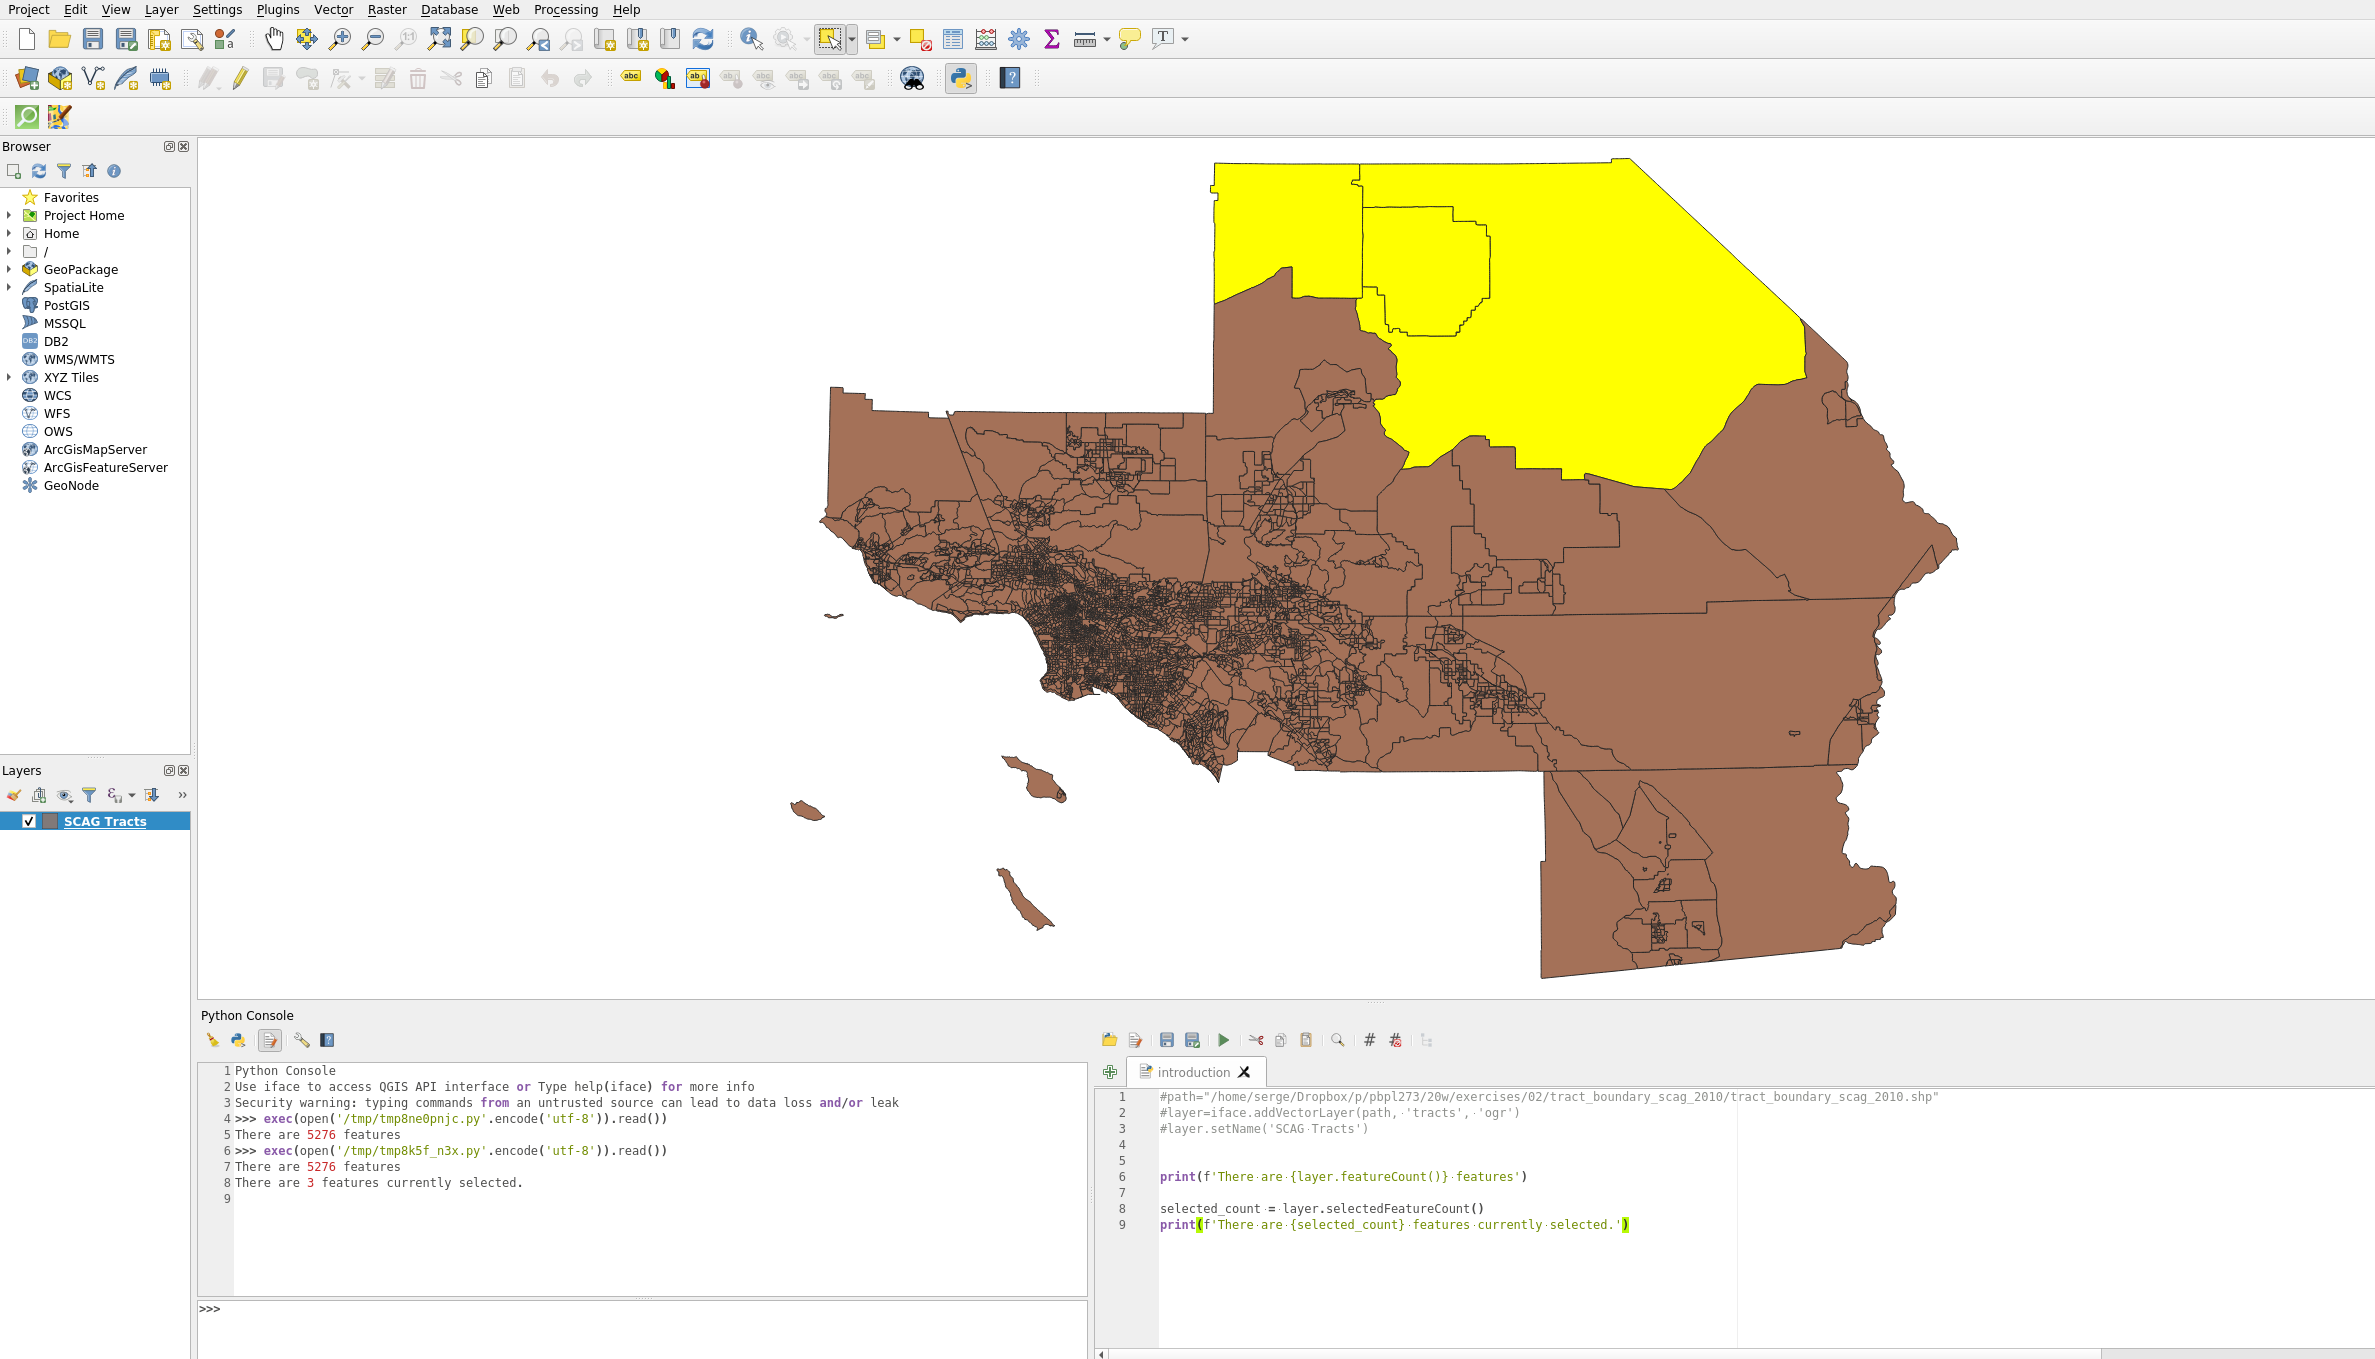 Project Edit View Layer Settings Plugins Vector Raster Database Web Processing Help
Browser
Favorites
Project Home
Home
/
GeoPackage
SpatiaLite
PostGIS
MSSQL
DB2
WMS/WMTS
XYZ Tiles
WCS
WFS
OWS
ArcGisMapServer
ArcGisFeatureServer
GeoNode
Layers
SCAG Tracts
Python Console
1 Python Console
2 Use iface to access QGIS API interface or Type help(iface) for more info
3 Security warning: typing commands from an untrusted source can lead to data loss and/or leak
4 >>> exec(open('/tmp/tmp8ne0pnjc.py'.encode('utf-8')).read())
5 There are 5276 features
6 >>> exec(open('/tmp/tmp8k5f_n3x.py'.encode('utf-8')).read())
7 There are 5276 features
8 There are 3 features currently selected.
9
>>>
introduction
1 #path="/home/serge/Dropbox/p/pbpl273/20w/exercises/02/tract_boundary_scag_2010/tract_boundary_scag_2010.shp"
2 #layer=iface.addVectorLayer(path, 'tracts', 'ogr')
3 #layer.setName('SCAG Tracts')
4
5
6 print(f'There are {layer.featureCount()} features')
7
8 selected_count = layer.selectedFeatureCount()
9 print(f'There are {selected_count} features currently selected.')